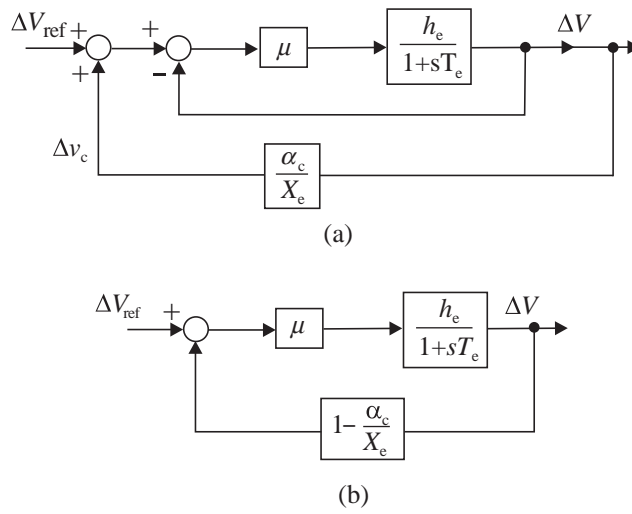 ΔV_ref + + ΔV
+ −
μ
h_e
1+sT_e
Δv_c
α_c
X_e
(a)
ΔV_ref + ΔV
μ
h_e
1+sT_e
1− α_c
X_e
(b)